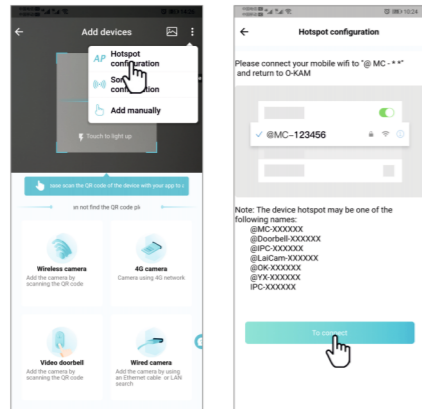 10:24
Add devices
AP Hotspot
configuration
Add manually
Touch to light up
ease scan the QR code of the device with your app to
an not find the QR code
Wireless camera
Add the camera by
scanning the QR code
4G camera
Camera using 4G network
Video doorbell
Add the camera by
scanning the QR code
Wired camera
Add the camera by using
an Ethernet cable or LAN
search
10:24
Hotspot configuration
Please connect your mobile wifi to "@ MC - * *"
and return to O-KAM
@MC-123456
Note: The device hotspot may be one of the
following names:
@MC-XXXXXX
@Doorbell-XXXXXX
@IPC-XXXXXX
@LaiCam-XXXXXX
@OK-XXXXXX
@YX-XXXXXX
IPC-XXXXXX
To connect